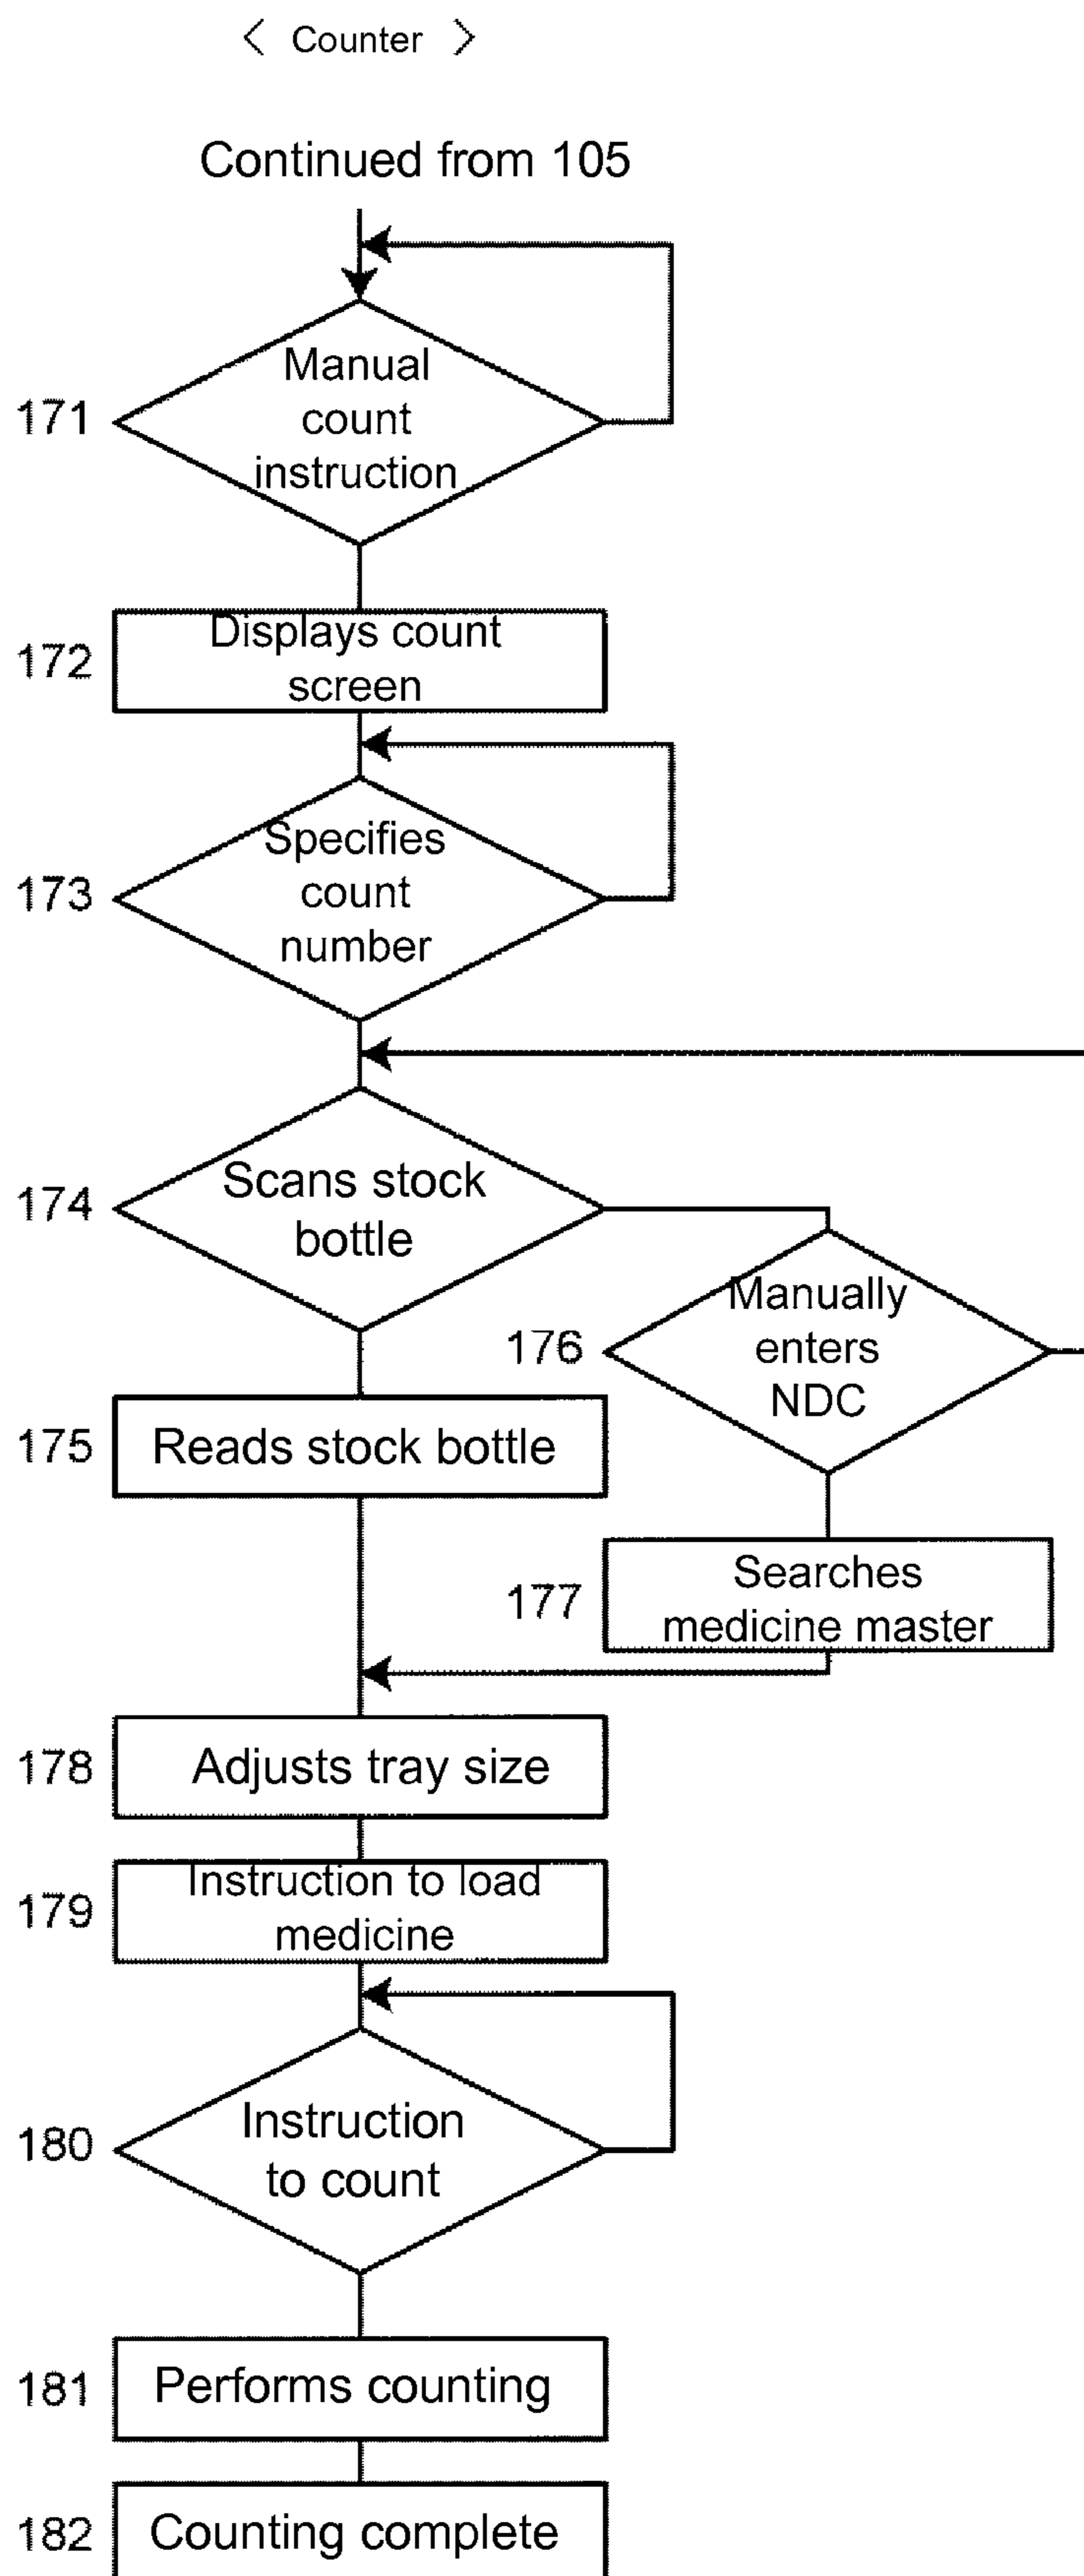 < Counter >
Continued from 105
171
Manual
count
instruction
172
Displays count
screen
173
Specifies
count
number
174
Scans stock
bottle
176
Manually
enters
NDC
175
Reads stock bottle
177
Searches
medicine master
178
Adjusts tray size
179
Instruction to load
medicine
180
Instruction
to count
181
Performs counting
182
Counting complete